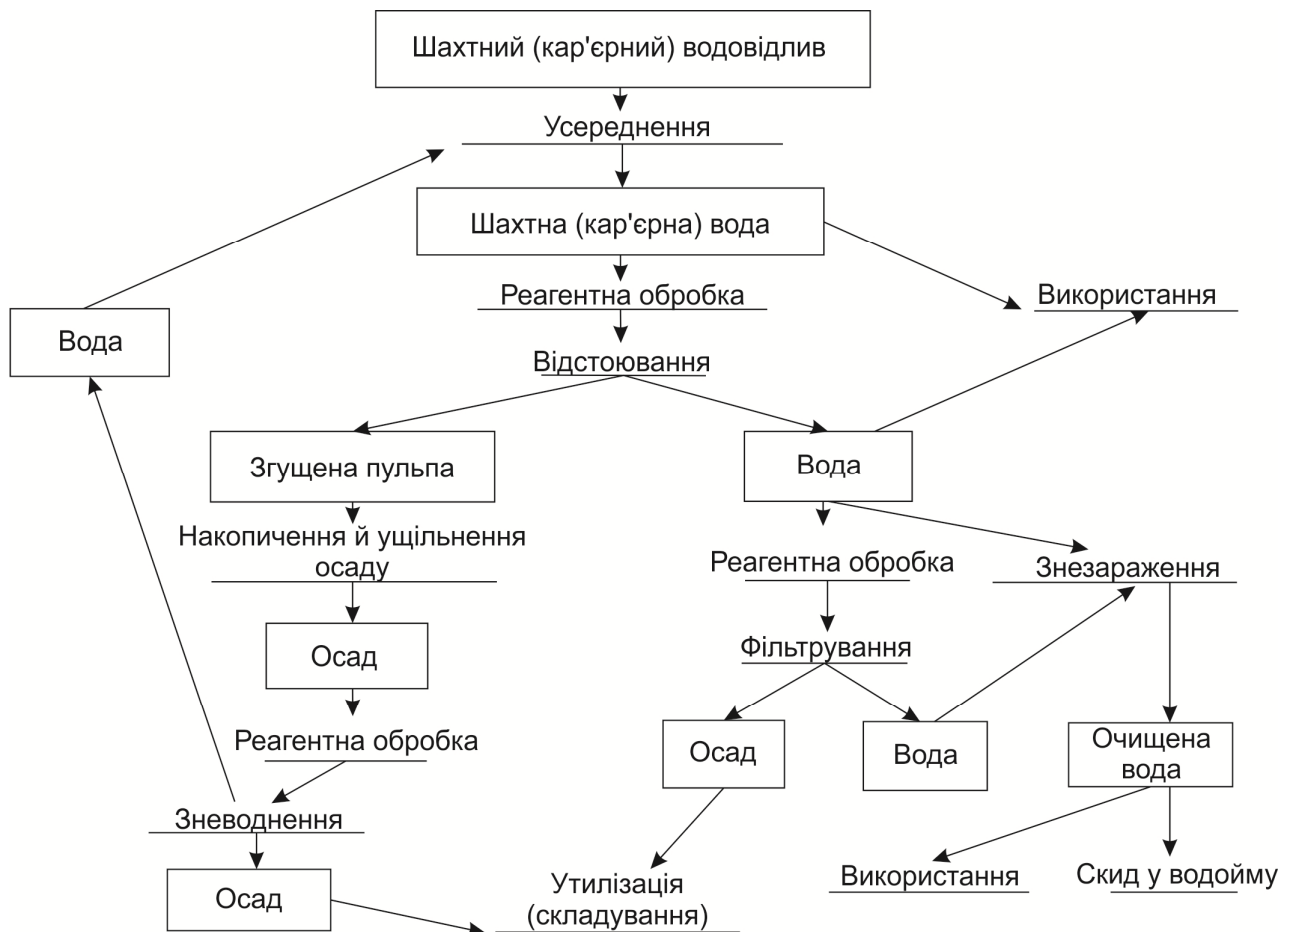 Шахтний (кар'єрний) водовідлив
Усереднення
Шахтна (кар'єрна) вода
Реагентна обробка
Використання
Вода
Відстоювання
Згущена пульпа
Вода
Накопичення й ущільнення
осаду
Реагентна обробка
Знезараження
Осад
Фільтрування
Реагентна обробка
Осад
Вода
Очищена
вода
Зневоднення
Осад
Утилізація
(складування)
Використання
Скид у водойму